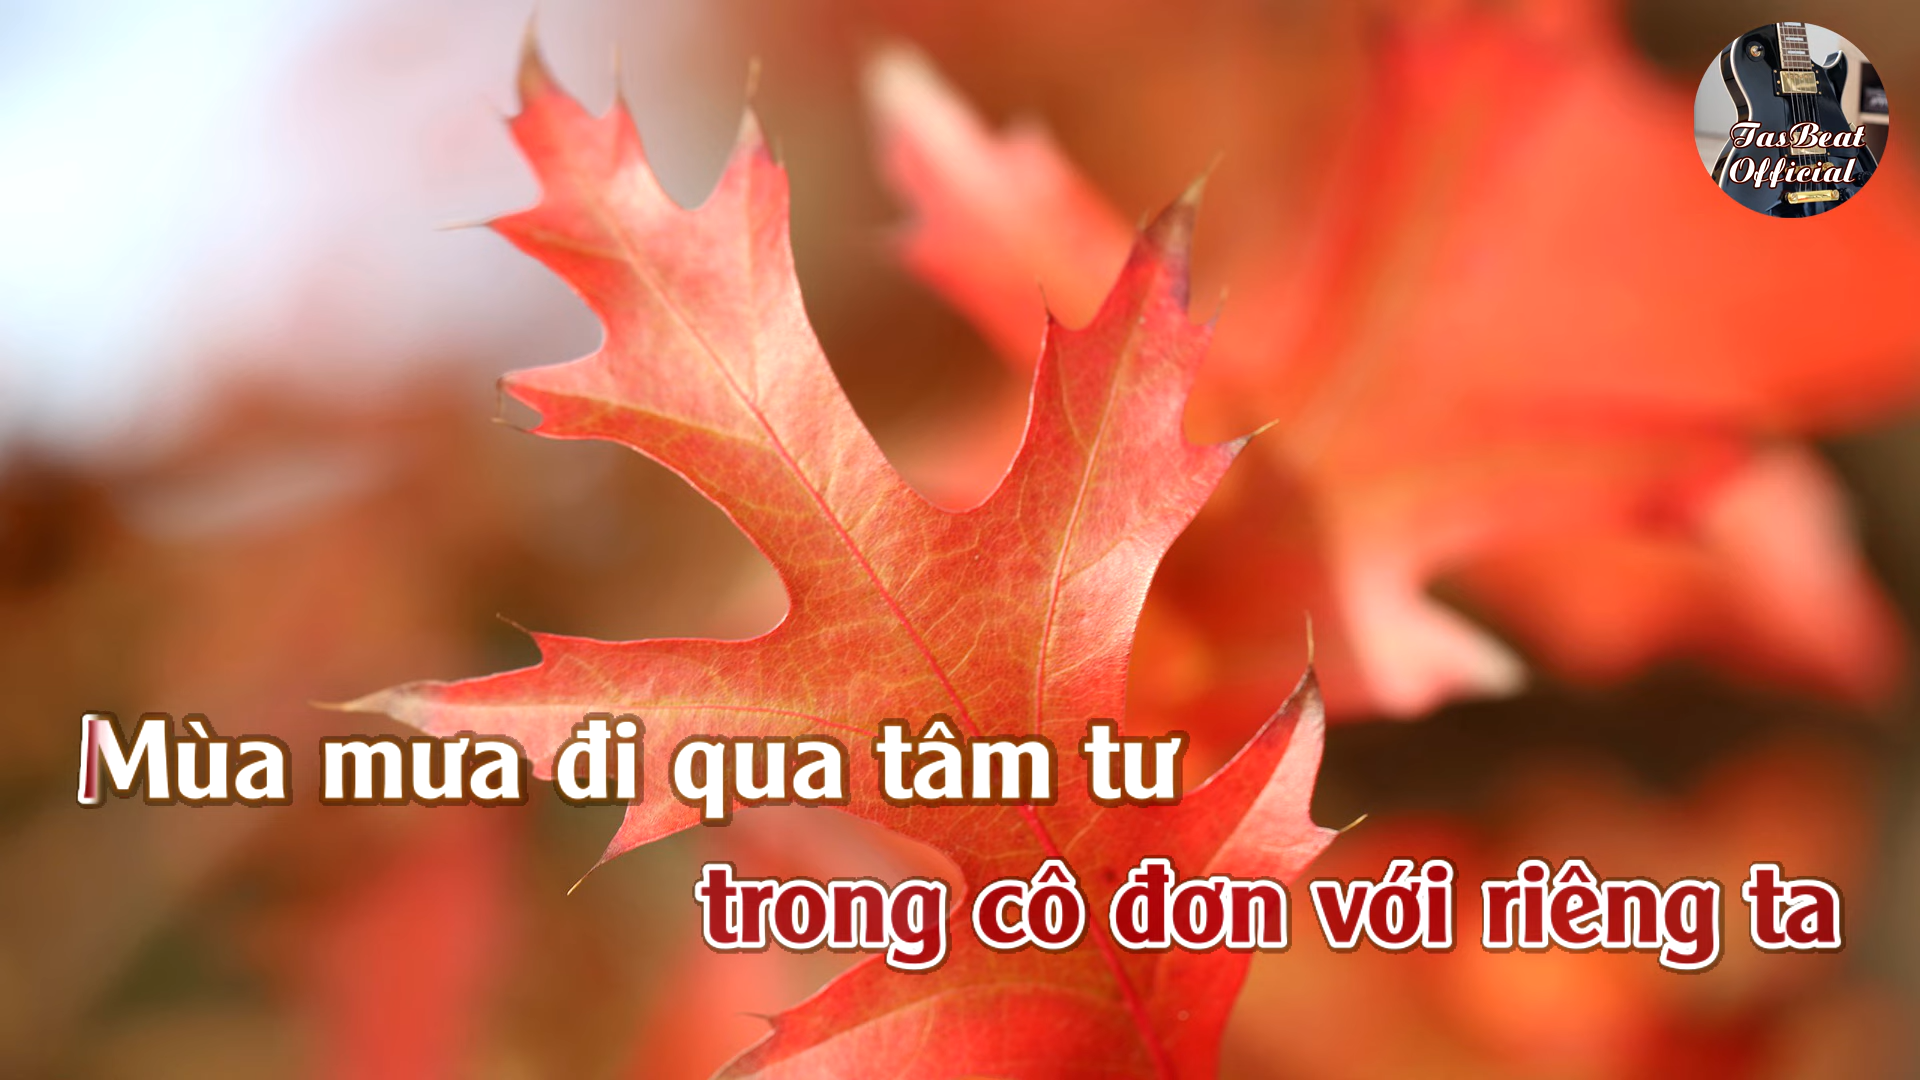 TasBeat
Official
Mùa mưa đi qua tâm tư
trong cô đơn với riêng ta